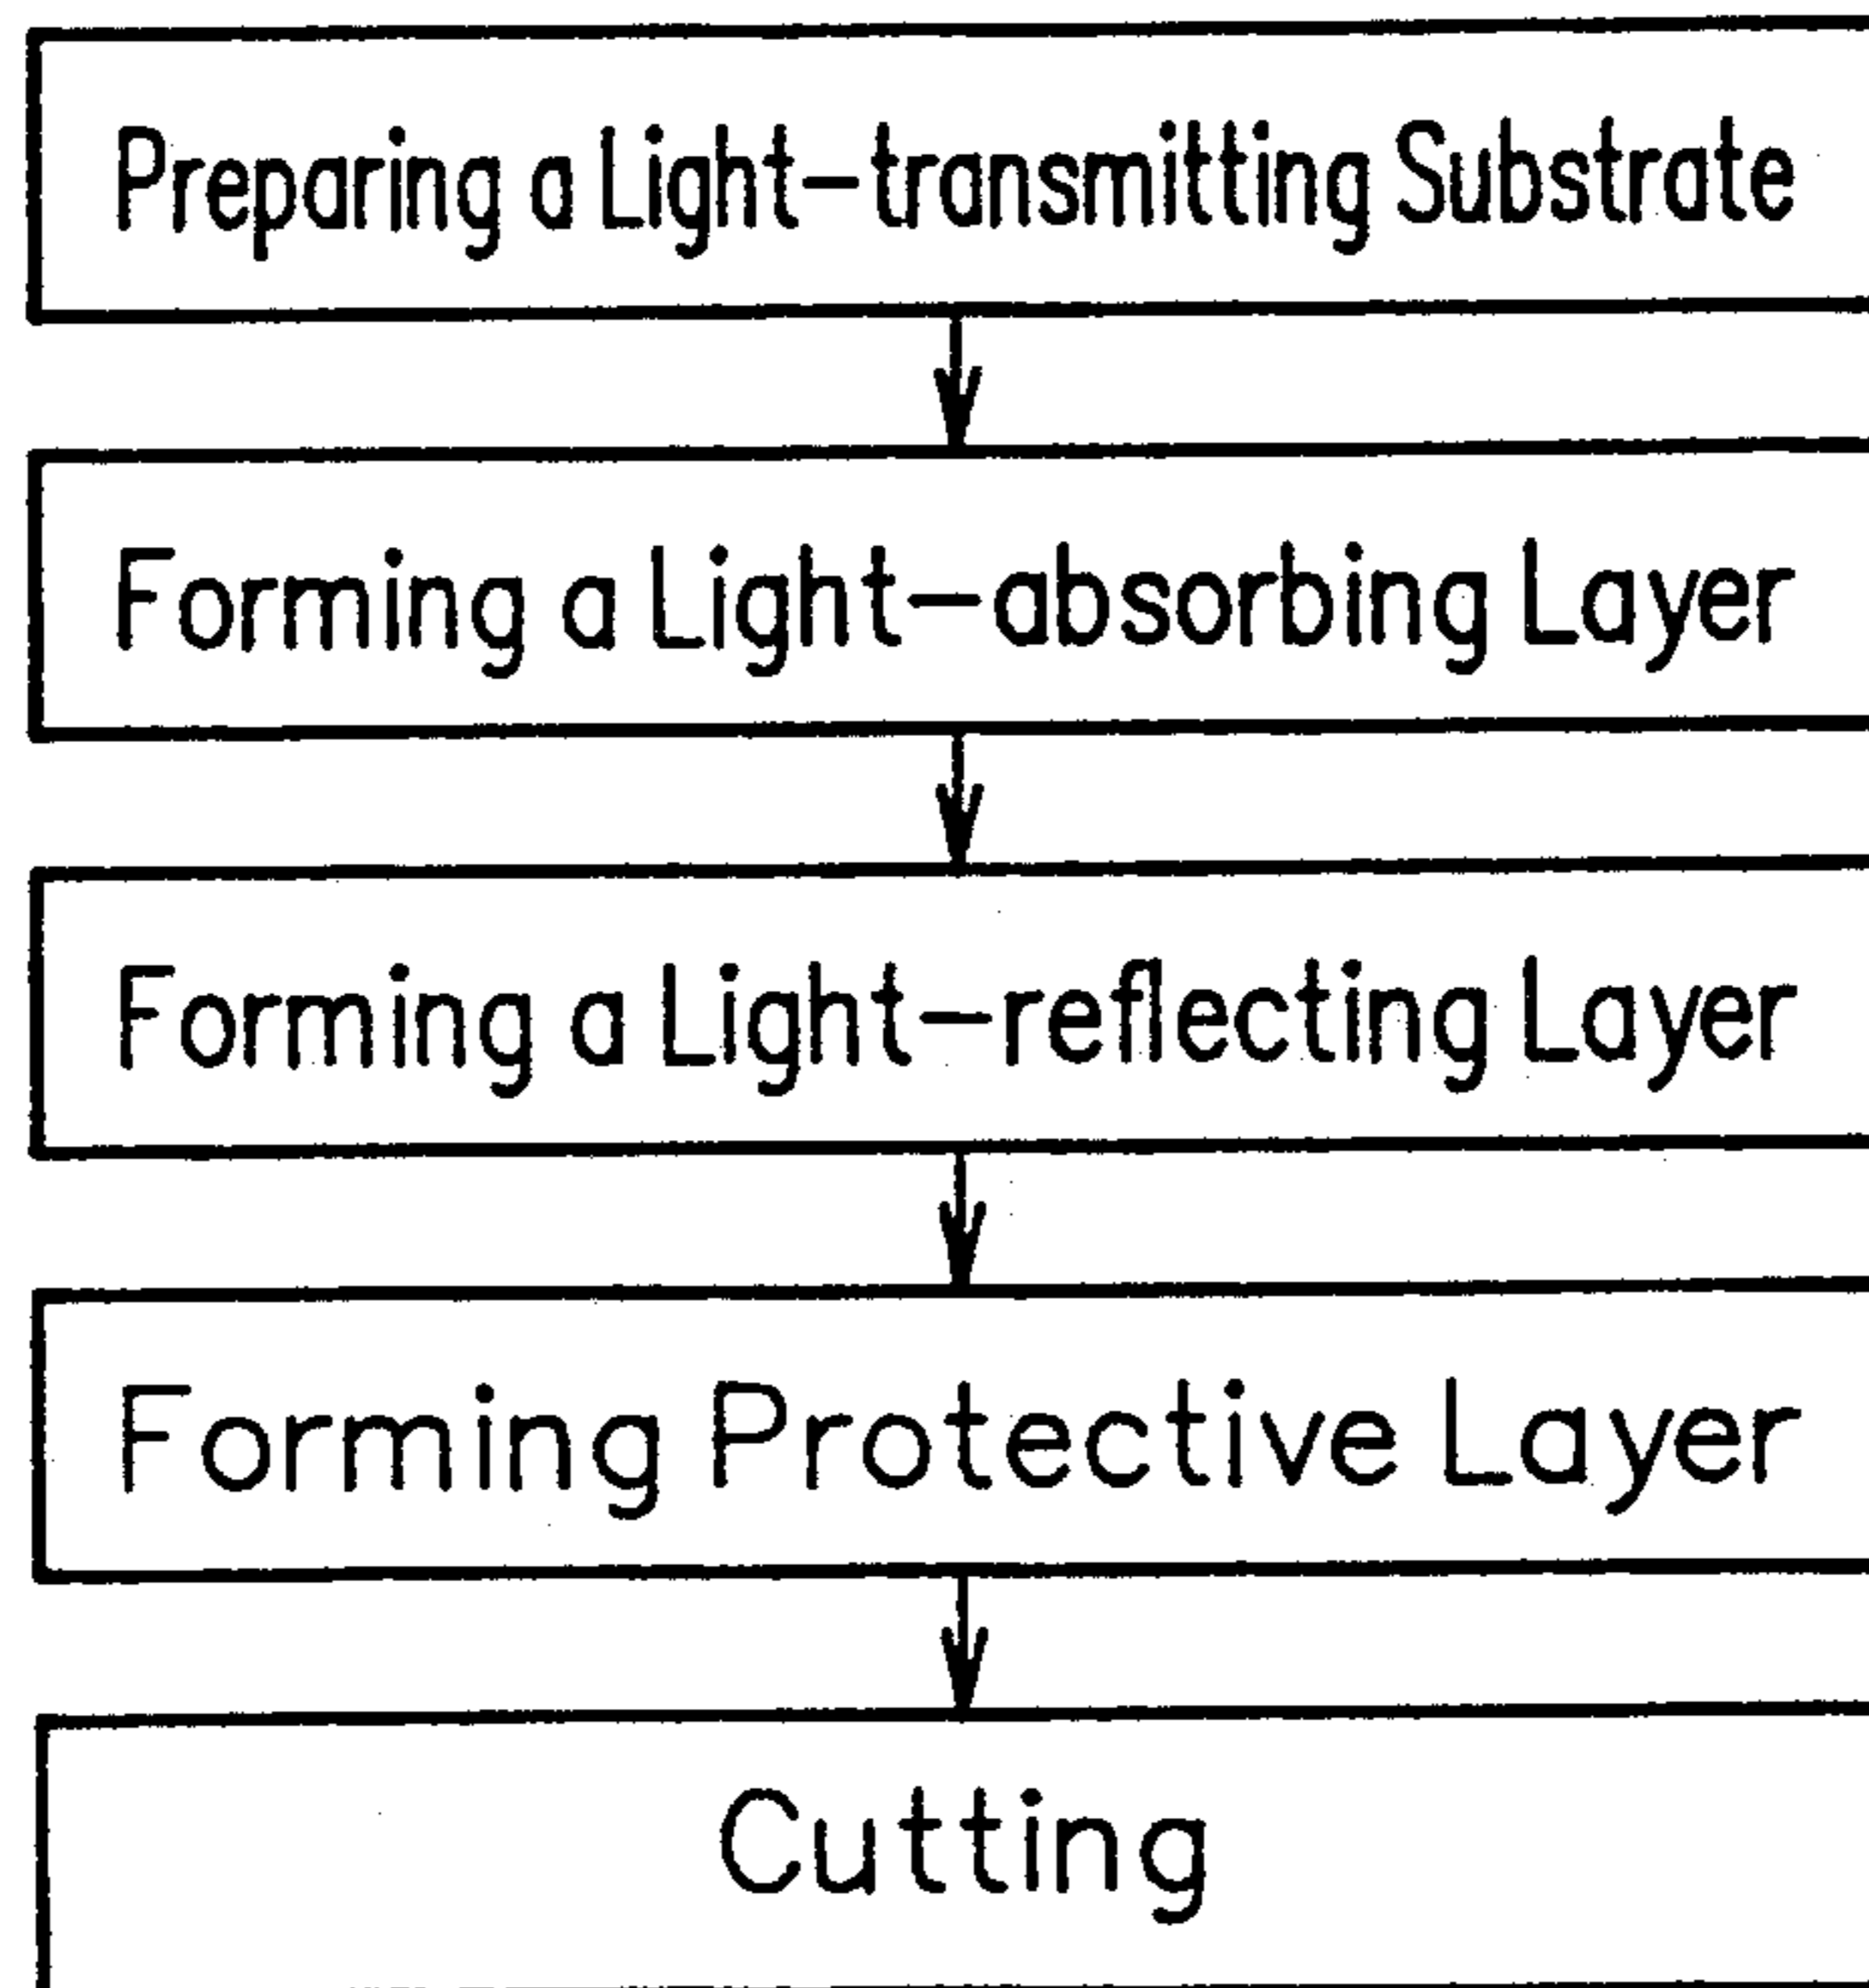 Preparing a Light-transmitting Substrate
Forming a Light-absorbing Layer
Forming a Light-reflecting Layer
Forming Protective Layer
Cutting